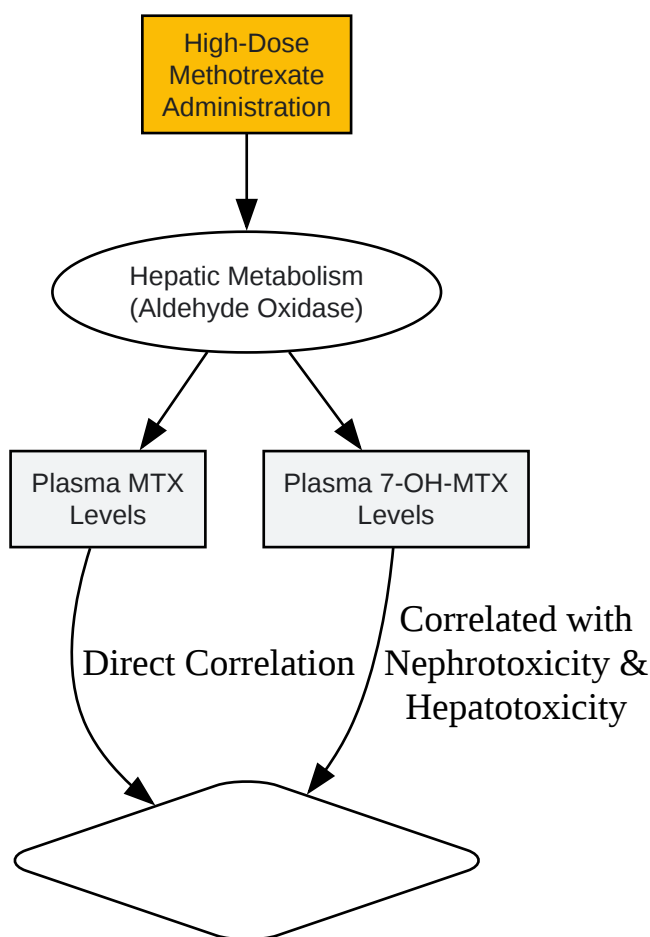 High-Dose
Methotrexate
Administration
Hepatic Metabolism
(Aldehyde Oxidase)
Plasma MTX
Levels
Plasma 7-OH-MTX
Levels
Direct Correlation
Correlated with
Nephrotoxicity &
Hepatotoxicity